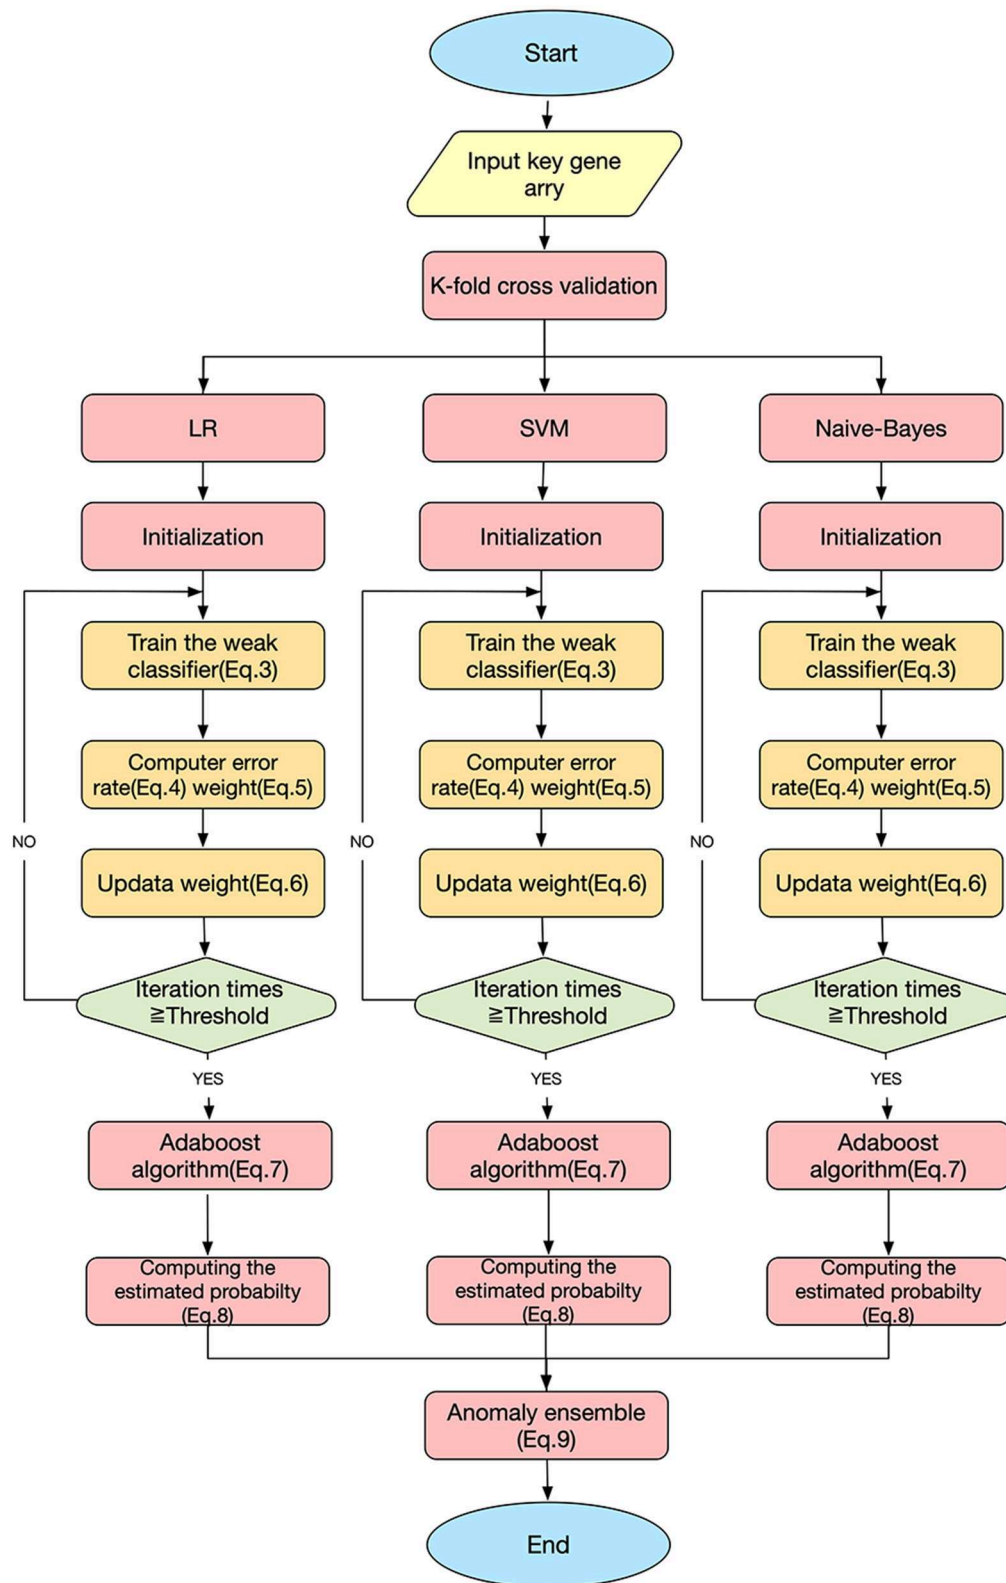 Start
Input key gene
arry
K-fold cross validation
LR
SVM
Naive-Bayes
Initialization
Initialization
Initialization
Train the weak
classifier(Eq.3)
Train the weak
classifier(Eq.3)
Train the weak
classifier(Eq.3)
Computer error
rate(Eq.4) weight(Eq.5)
Computer error
rate(Eq.4) weight(Eq.5)
Computer error
rate(Eq.4) weight(Eq.5)
NO
NO
NO
Updata weight(Eq.6)
Updata weight(Eq.6)
Updata weight(Eq.6)
Iteration times
≧Threshold
Iteration times
≧Threshold
Iteration times
≧Threshold
YES
YES
YES
Adaboost
algorithm(Eq.7)
Adaboost
algorithm(Eq.7)
Adaboost
algorithm(Eq.7)
Computing the
estimated probabilty
(Eq.8)
Computing the
estimated probabilty
(Eq.8)
Computing the
estimated probabilty
(Eq.8)
Anomaly ensemble
(Eq.9)
End